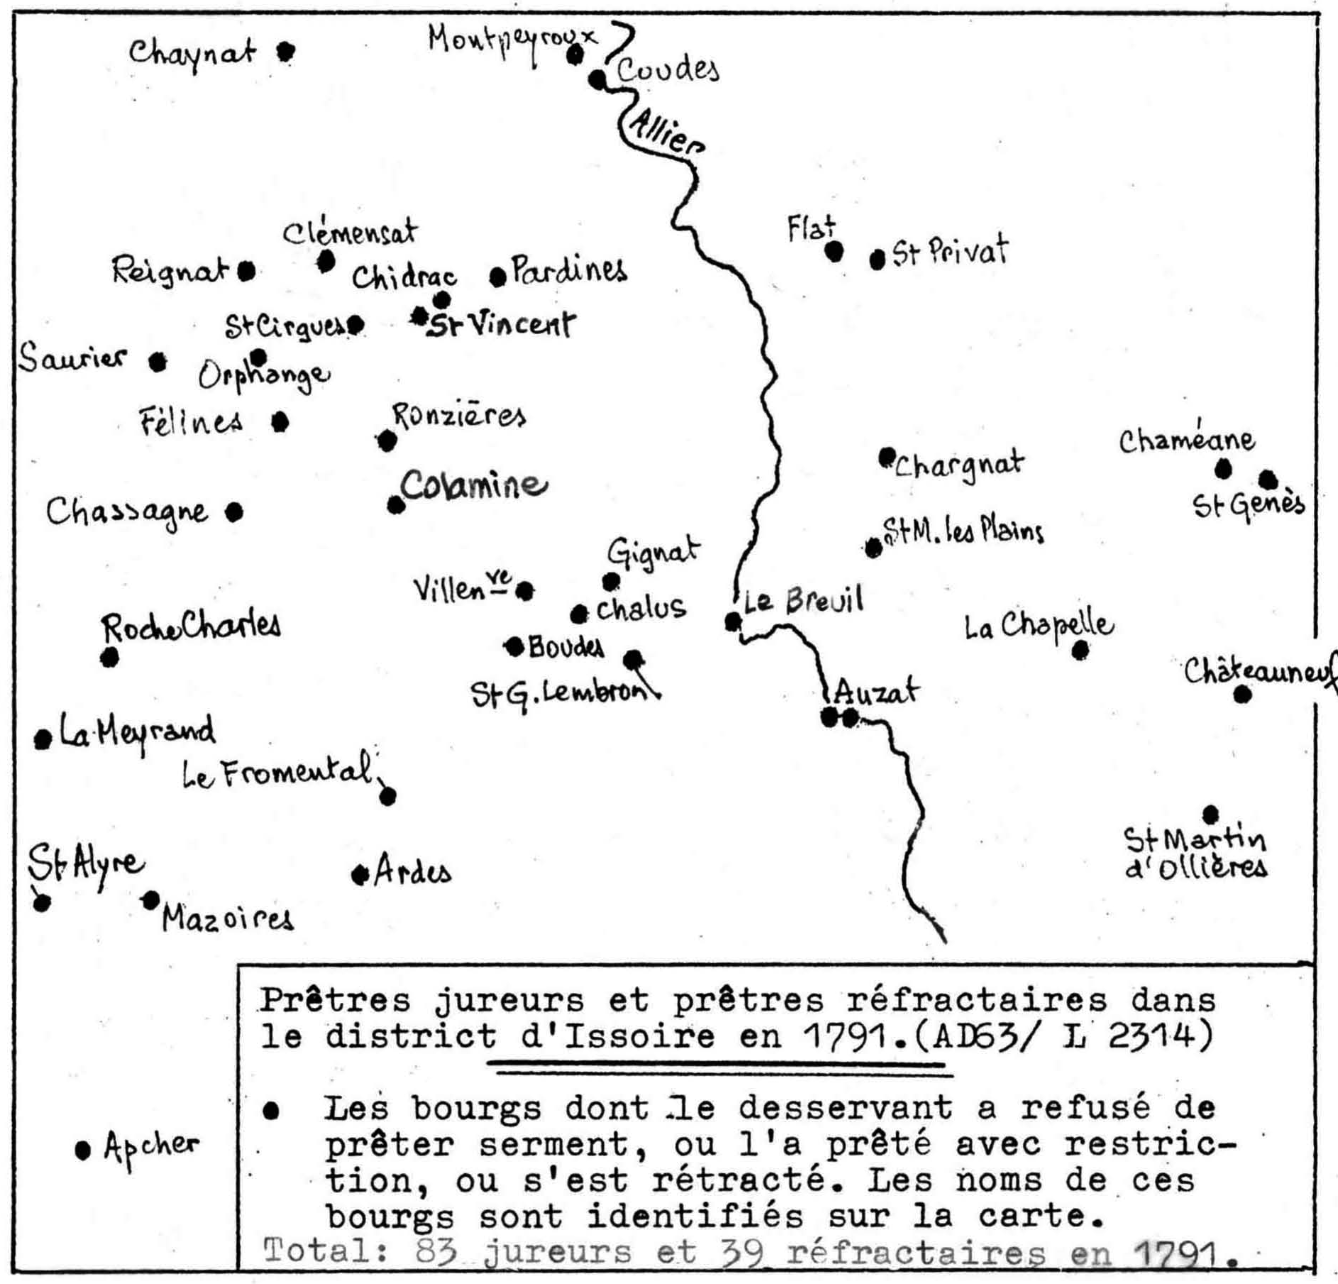 Chaynat
Montpeyroux
Coudes
Allier
Clémensat
Flat
St Privat
Reignat
Chidrac
Pardines
St Cirgues
St Vincent
Saurier
Orphange
Félines
Ronzières
Colamine
Chassagne
Chargnat
Chaméane
St Genès
St M. les Plains
Gignat
Villenve
Chalus
Le Breuil
La Chapelle
Roche Charles
Boudes
St G. Lembron
Châteauneuf
Auzat
La Meyrand
Le Fromental
St Martin
d'Ollières
St Alyre
Ardes
Mazoires
Apcher
Prêtres jureurs et prêtres réfractaires dans
le district d'Issoire en 1791.(AD63/ L 2314)
● Les bourgs dont le desservant a refusé de
prêter serment, ou l'a prêté avec restric-
tion, ou s'est rétracté. Les noms de ces
bourgs sont identifiés sur la carte.
Total: 83 jureurs et 39 réfractaires en 1791.